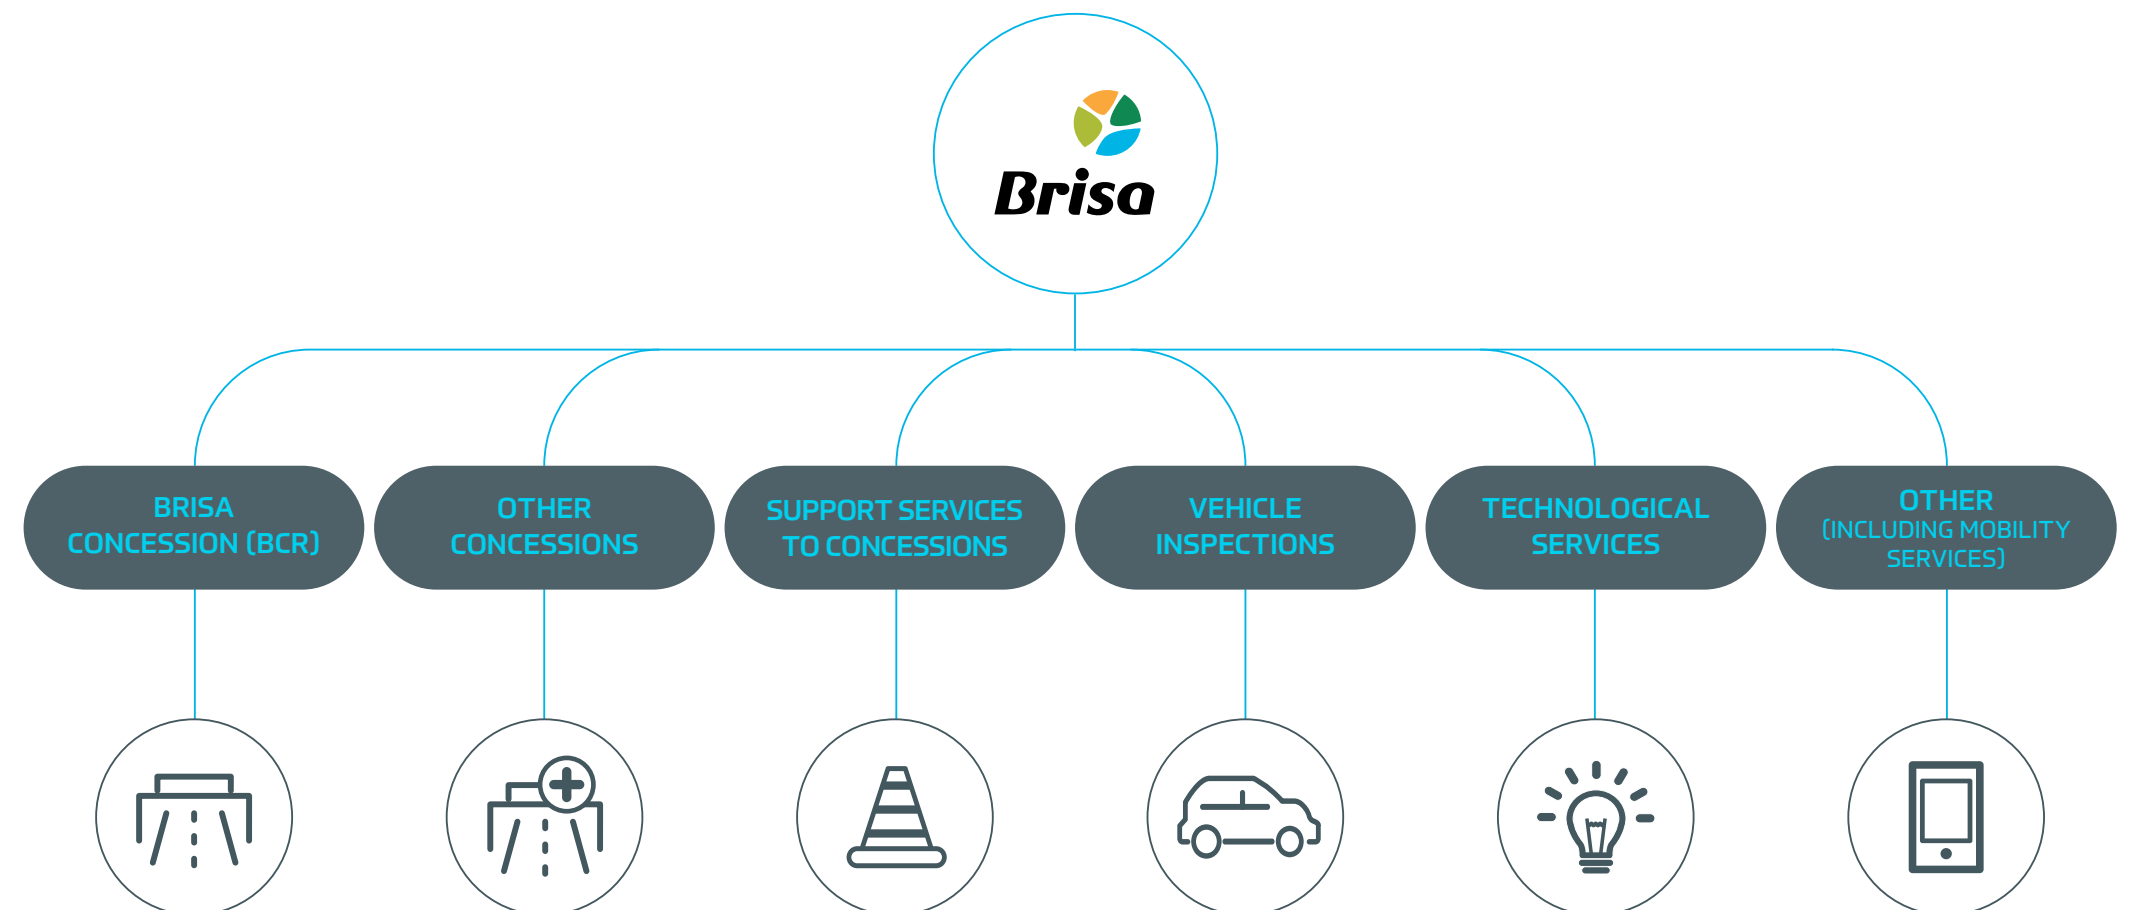 Brisa
BRISA
CONCESSION (BCR)
OTHER
CONCESSIONS
SUPPORT SERVICES
TO CONCESSIONS
VEHICLE
INSPECTIONS
TECHNOLOGICAL
SERVICES
OTHER
(INCLUDING MOBILITY
SERVICES)